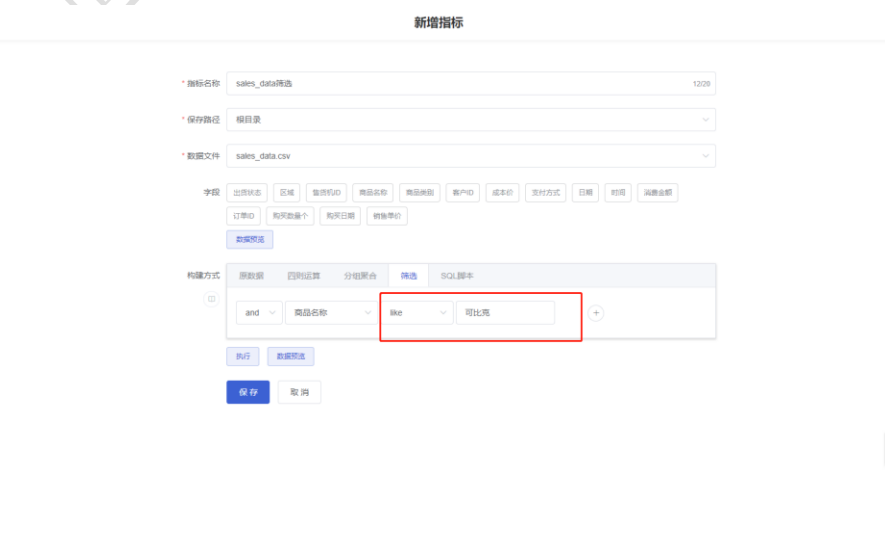 新增指标
* 指标名称 sales_data筛选 12/20
* 保存路径 根目录
* 数据文件 sales_data.csv
字段 出货状态 区域 售货机ID 商品名称 商品类别 客户ID 成本价 支付方式 日期 时间 消费金额
订单ID 购买数量个 购买日期 销售单价
数据预览
构建方式 原数据 四则运算 分组聚合 筛选 SQL脚本
and 商品名称 like 可比克
执行 数据预览
保存 取消